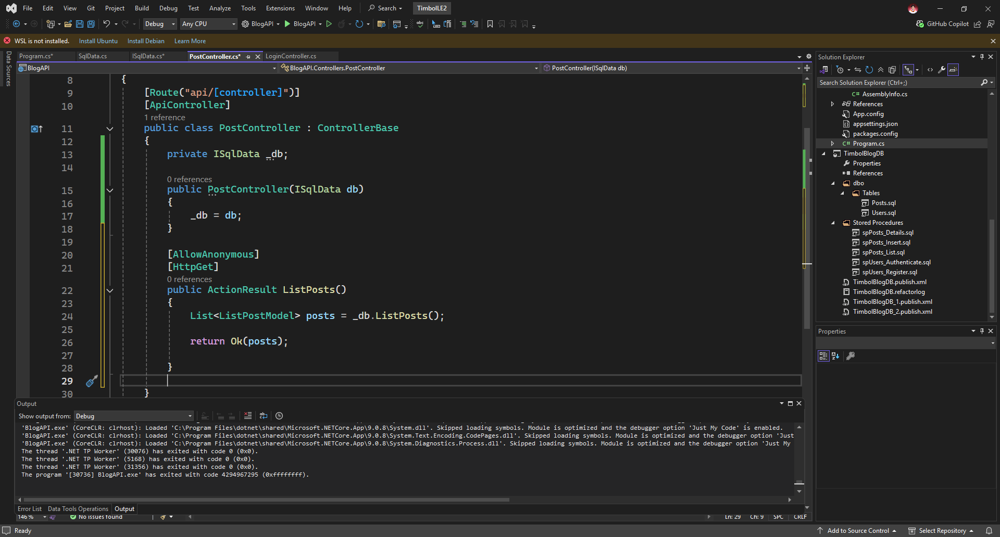 File Edit View Git Project Build Debug Test Analyze Tools Extensions Window Help Search TimbolLE2
Debug Any CPU BlogAPI BlogAPI GitHub Copilot
WSL is not installed. Install Ubuntu Install Debian Learn More
Data Sources
Program.cs* SqlData.cs ISqlData.cs* PostController.cs* LoginController.cs
BlogAPI BlogAPI.Controllers.PostController PostController(ISqlData db)
8 {
9 [Route("api/[controller]")]
10 [ApiController]
1 reference
11 public class PostController : ControllerBase
12 {
13 private ISqlData _db;
14
0 references
15 public PostController(ISqlData db)
16 {
17 _db = db;
18 }
19
20 [AllowAnonymous]
21 [HttpGet]
0 references
22 public ActionResult ListPosts()
23 {
24 List<ListPostModel> posts = _db.ListPosts();
25
26 return Ok(posts);
27
28 }
29
30 }
Output
Show output from: Debug
'BlogAPI.exe' (CoreCLR: clrhost): Loaded 'C:\Program Files\dotnet\shared\Microsoft.NETCore.App\9.0.8\System.dll'. Skipped loading symbols. Module is optimized and the debugger option 'Just My Code' is enabled.
'BlogAPI.exe' (CoreCLR: clrhost): Loaded 'C:\Program Files\dotnet\shared\Microsoft.NETCore.App\9.0.8\System.Text.Encoding.CodePages.dll'. Skipped loading symbols. Module is optimized and the debugger option 'Just
'BlogAPI.exe' (CoreCLR: clrhost): Loaded 'C:\Program Files\dotnet\shared\Microsoft.NETCore.App\9.0.8\System.Diagnostics.Process.dll'. Skipped loading symbols. Module is optimized and the debugger option 'Just My
The thread '.NET TP Worker' (30076) has exited with code 0 (0x0).
The thread '.NET TP Worker' (5168) has exited with code 0 (0x0).
The thread '.NET TP Worker' (31356) has exited with code 0 (0x0).
The program '[30736] BlogAPI.exe' has exited with code 4294967295 (0xffffffff).
Error List Data Tools Operations Output
146 % No issues found Ln: 29 Ch: 9 SPC CRLF
Solution Explorer
Search Solution Explorer (Ctrl+;)
C# AssemblyInfo.cs
References
App.config
appsettings.json
packages.config
C# Program.cs
TimbolBlogDB
Properties
References
dbo
Tables
Posts.sql
Users.sql
Stored Procedures
spPosts_Details.sql
spPosts_Insert.sql
spPosts_List.sql
spUsers_Authenticate.sql
spUsers_Register.sql
TimbolBlogDB.publish.xml
TimbolBlogDB.refactorlog
TimbolBlogDB_1.publish.xml
TimbolBlogDB_2.publish.xml
Properties
Ready Add to Source Control Select Repository